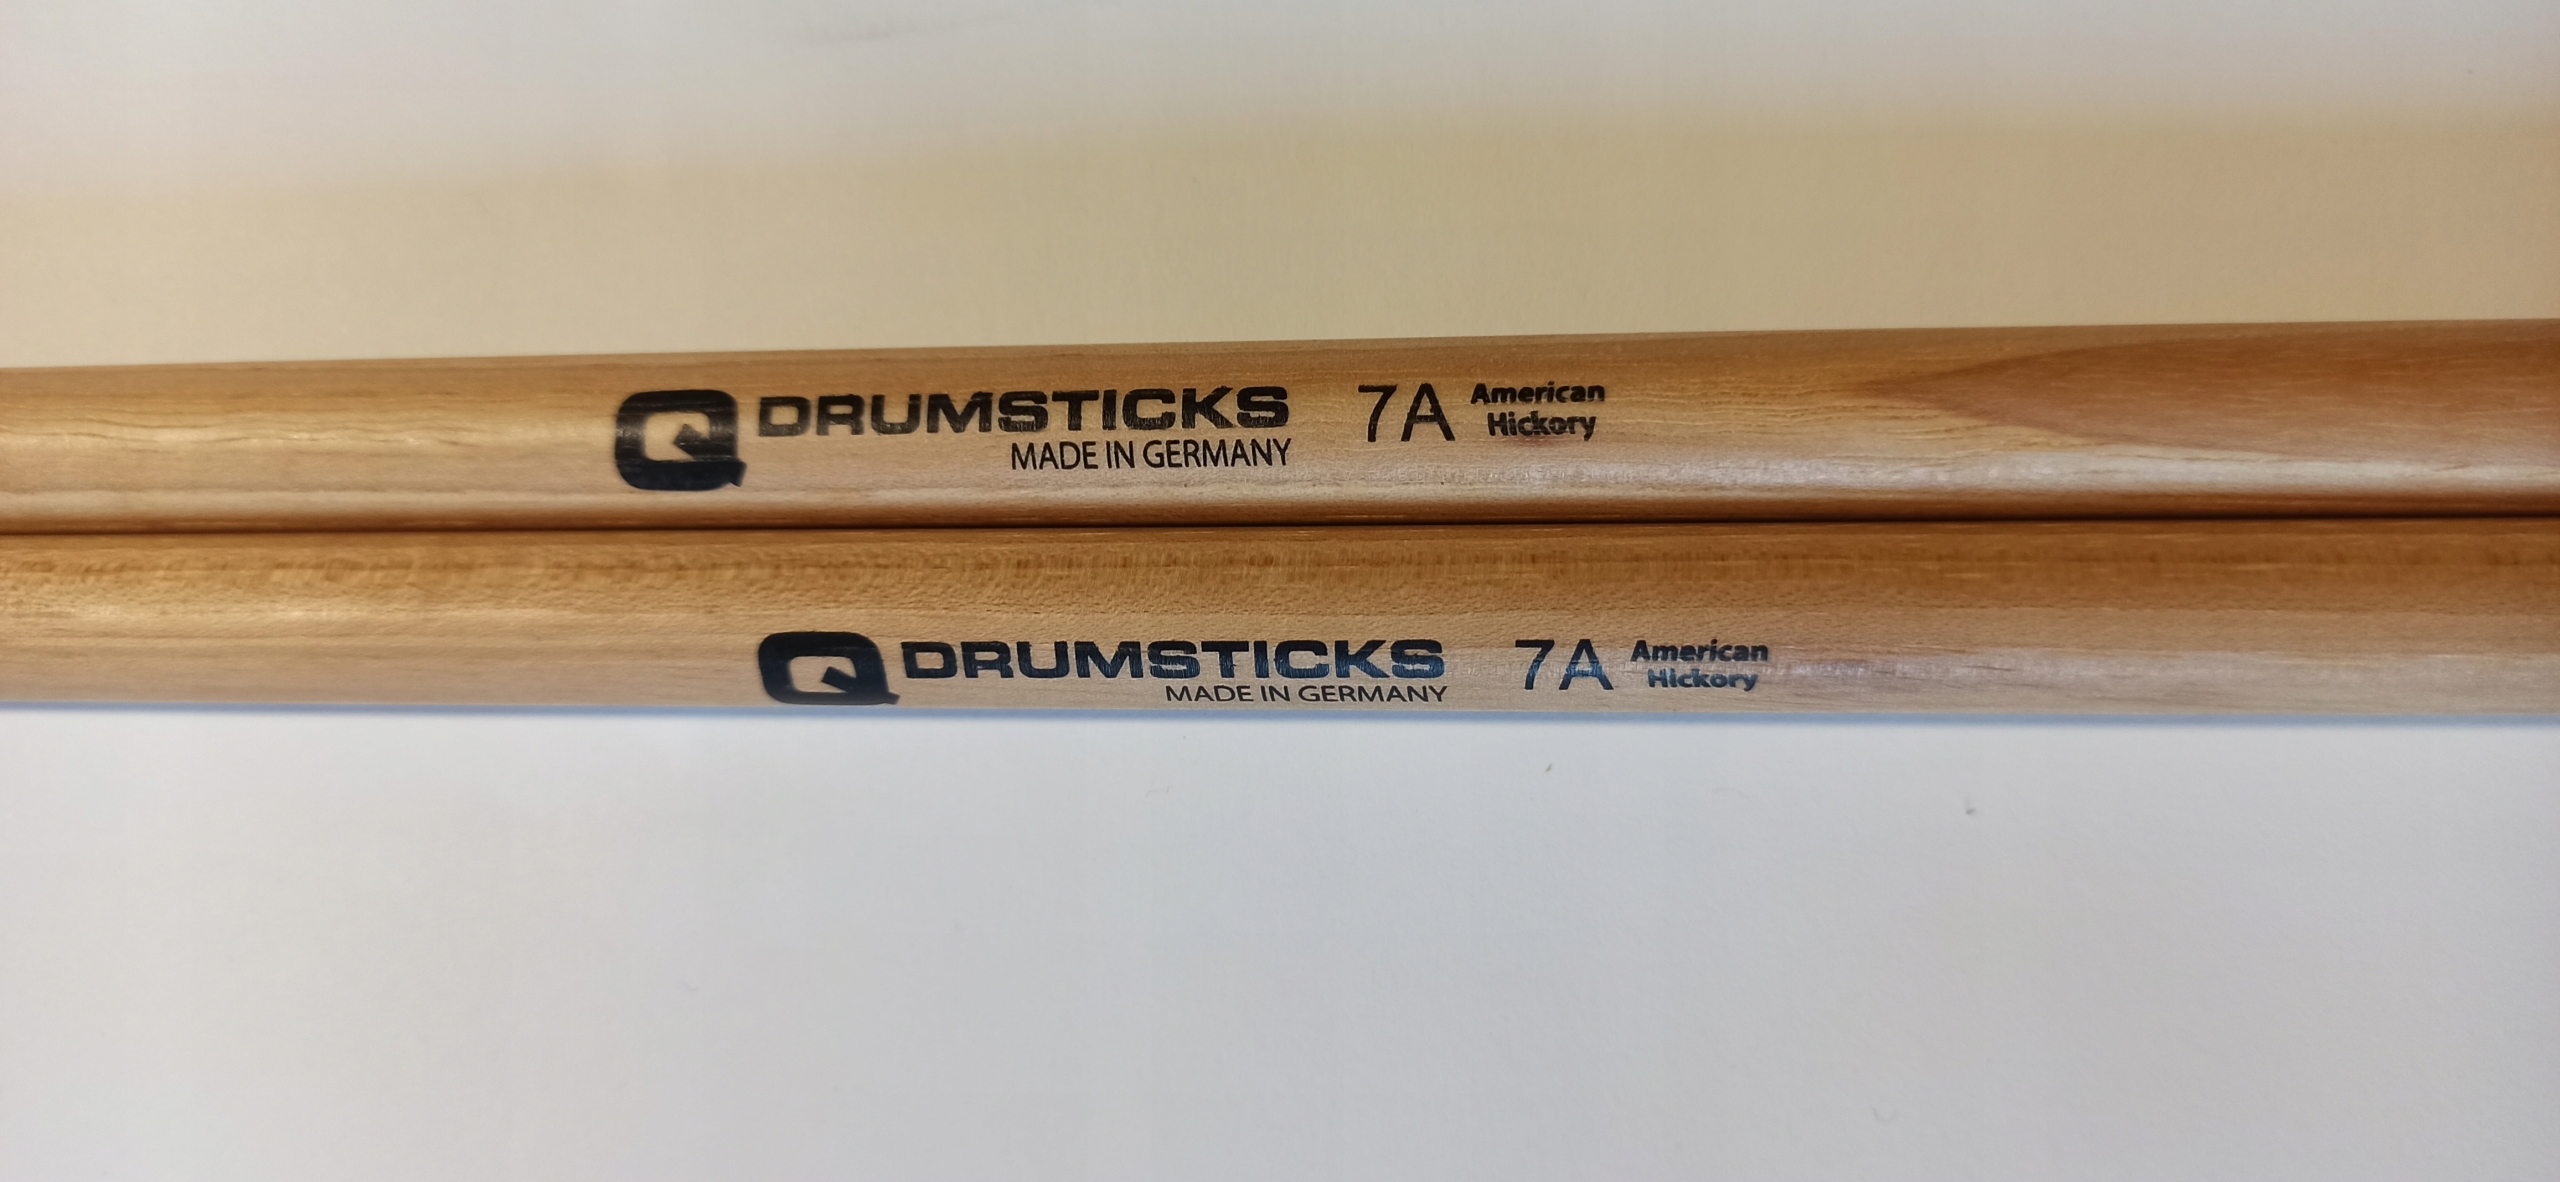 Q DRUMSTICKS 7A American
Hickory
MADE IN GERMANY
Q DRUMSTICKS 7A American
Hickory
MADE IN GERMANY